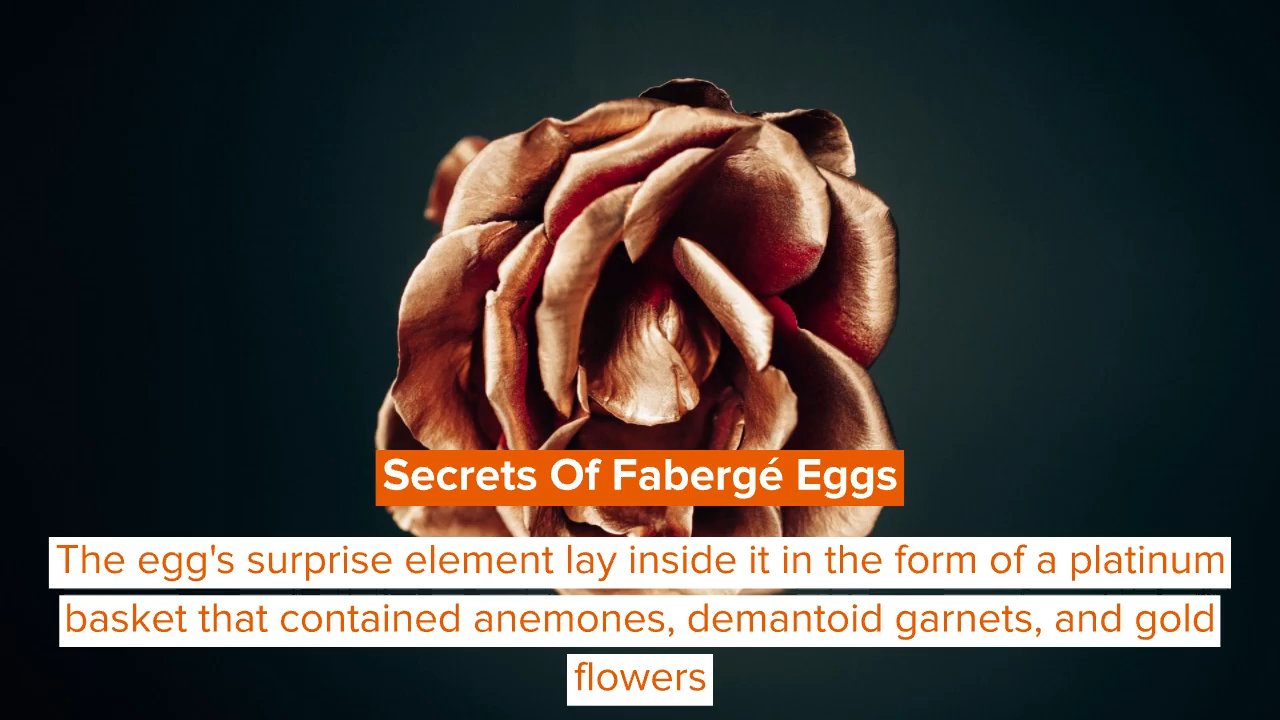 Secrets Of Fabergé Eggs
The egg's surprise element lay inside it in the form of a platinum
basket that contained anemones, demantoid garnets, and gold
flowers